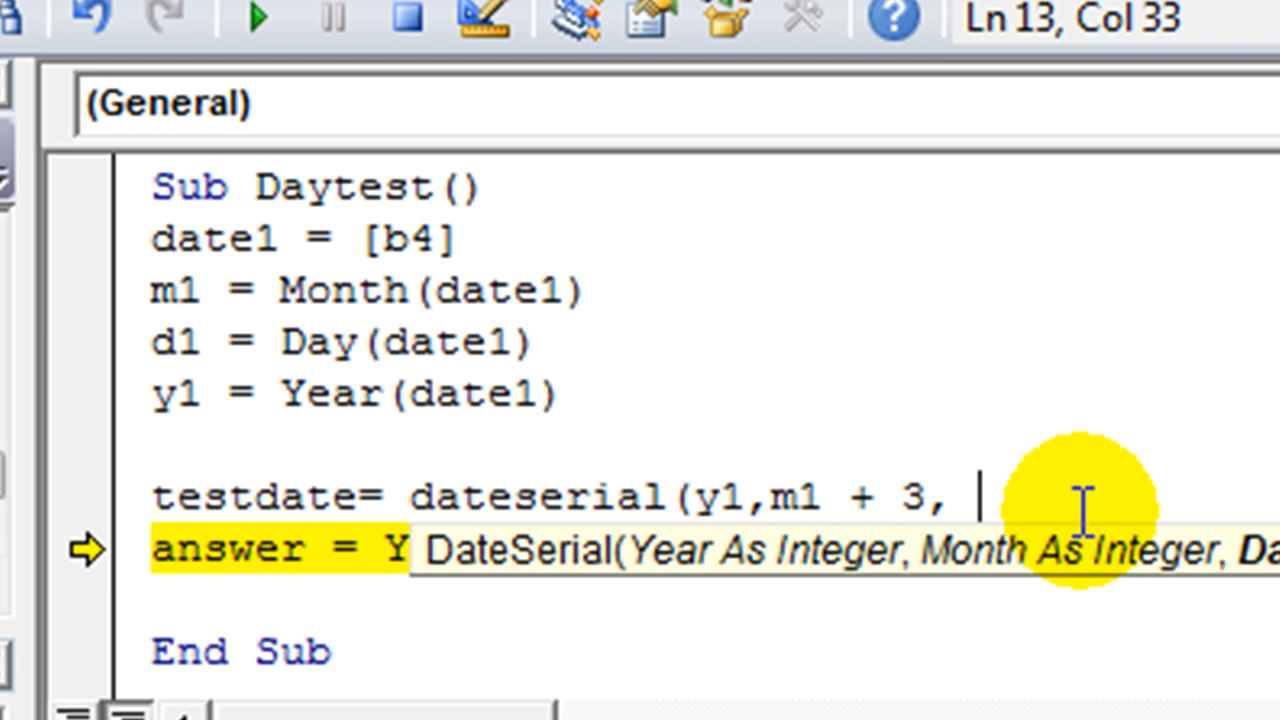 Ln 13, Col 33
(General)
Sub Daytest()
date1 = [b4]
m1 = Month(date1)
d1 = Day(date1)
y1 = Year(date1)
testdate= dateserial(y1,m1 + 3,
answer = Y
DateSerial(Year As Integer, Month As Integer, Da
End Sub